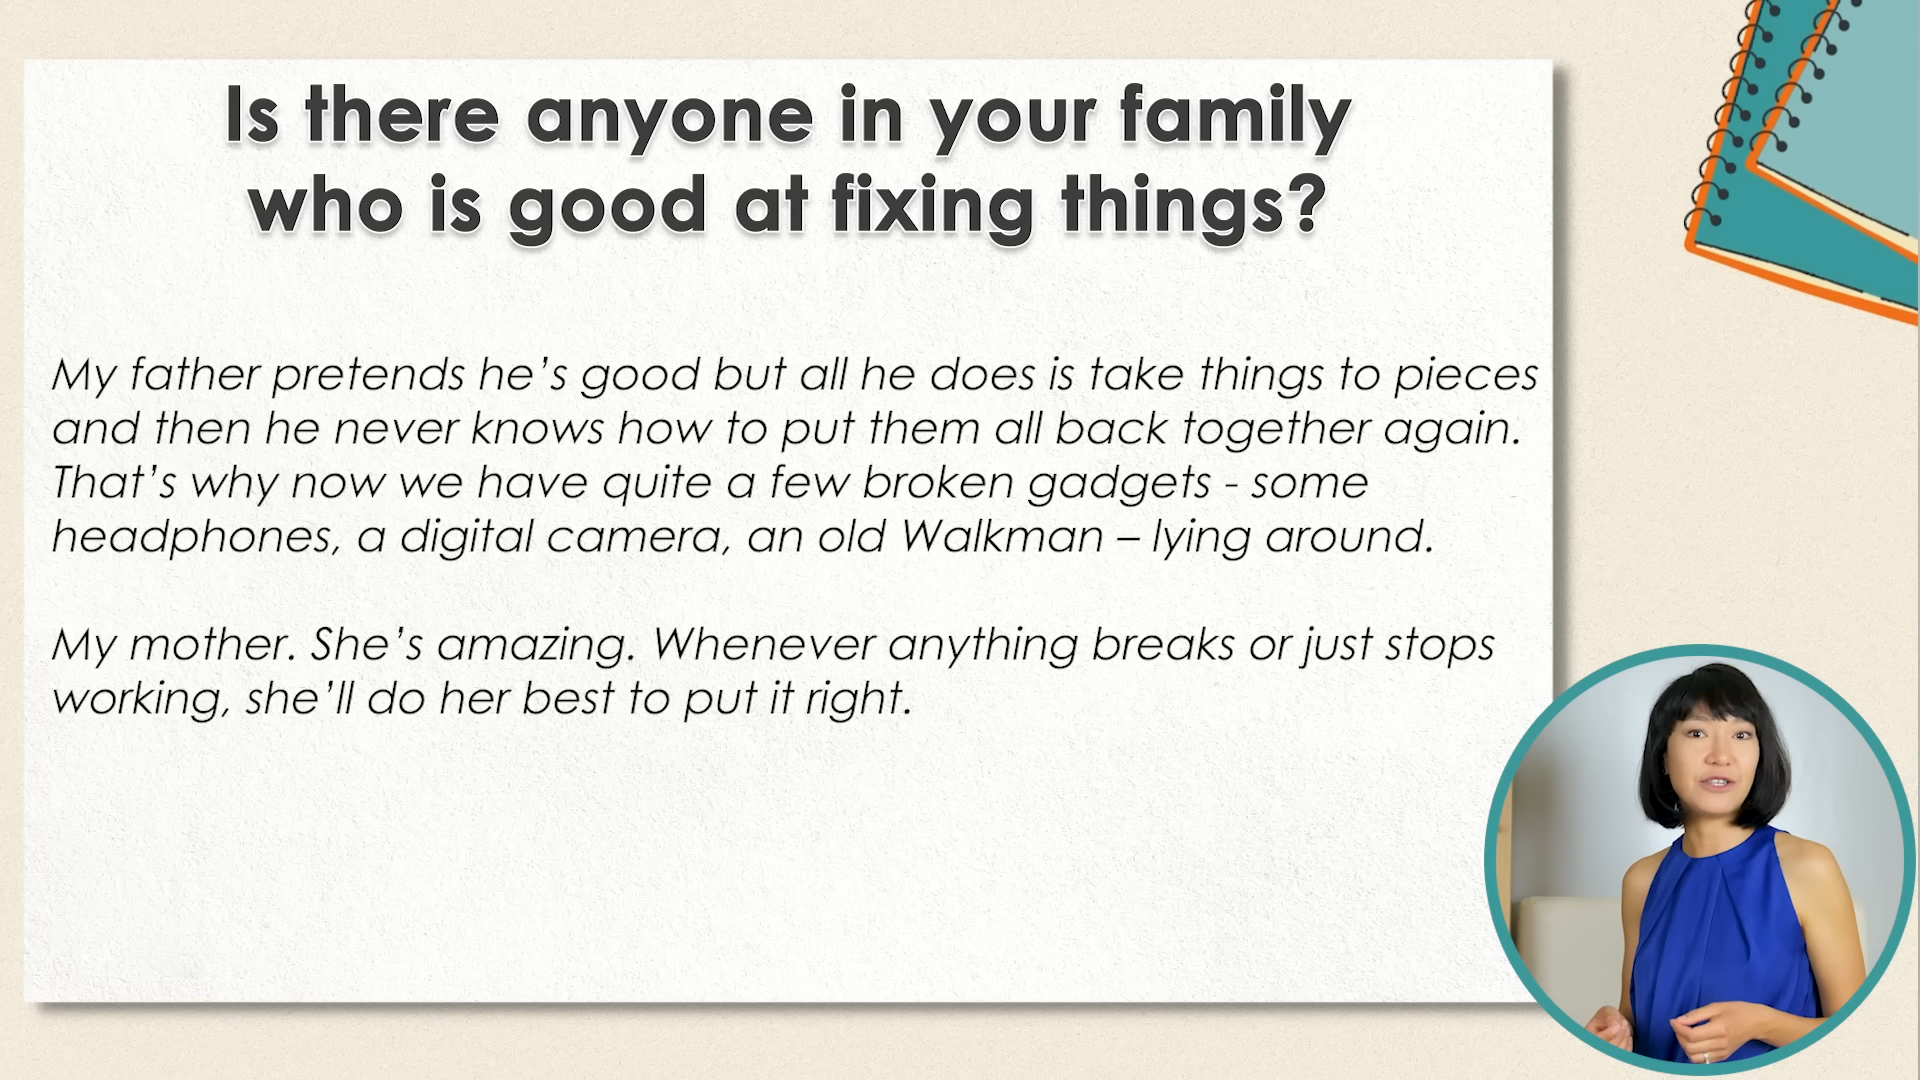 Is there anyone in your family
who is good at fixing things?
My father pretends he’s good but all he does is take things to pieces
and then he never knows how to put them all back together again.
That’s why now we have quite a few broken gadgets - some
headphones, a digital camera, an old Walkman – lying around.
My mother. She’s amazing. Whenever anything breaks or just stops
working, she’ll do her best to put it right.